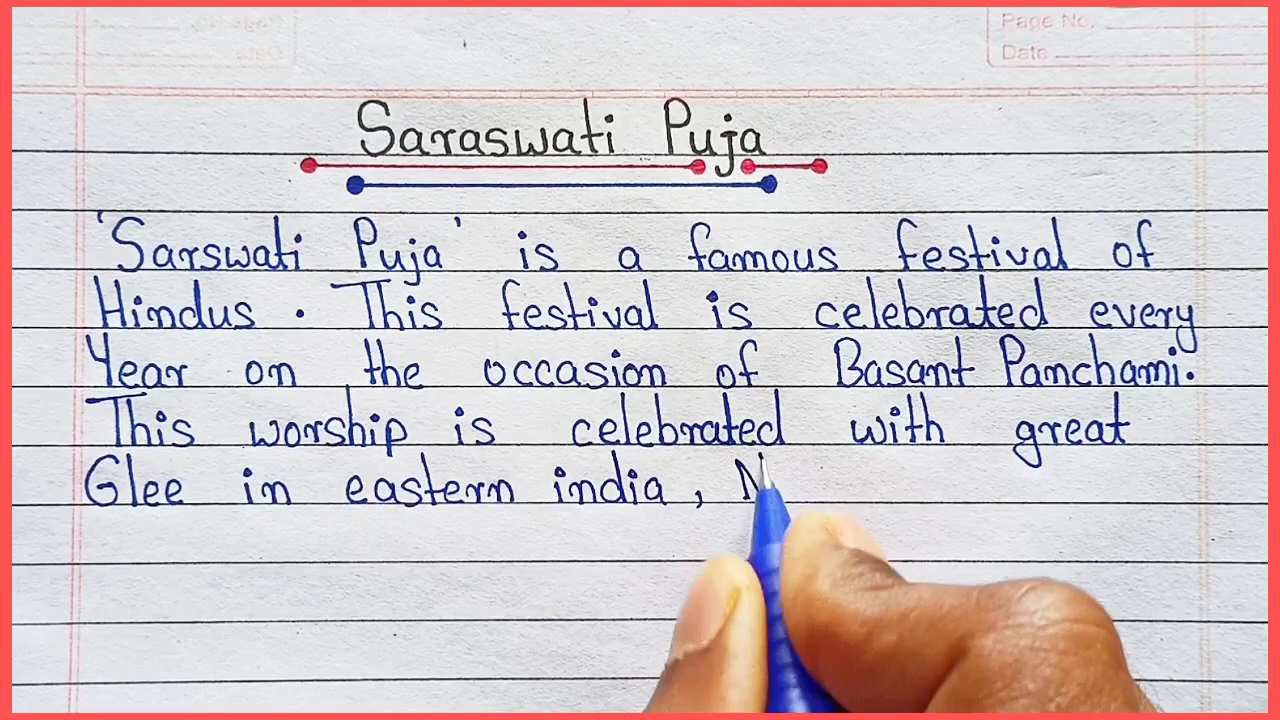 Page No.
Date
Saraswati Puja
'Sarswati Puja' is a famous festival of
Hindus. This festival is celebrated every
Year on the occasion of Basant Panchami.
This worship is celebrated with great
Glee in eastern india, N